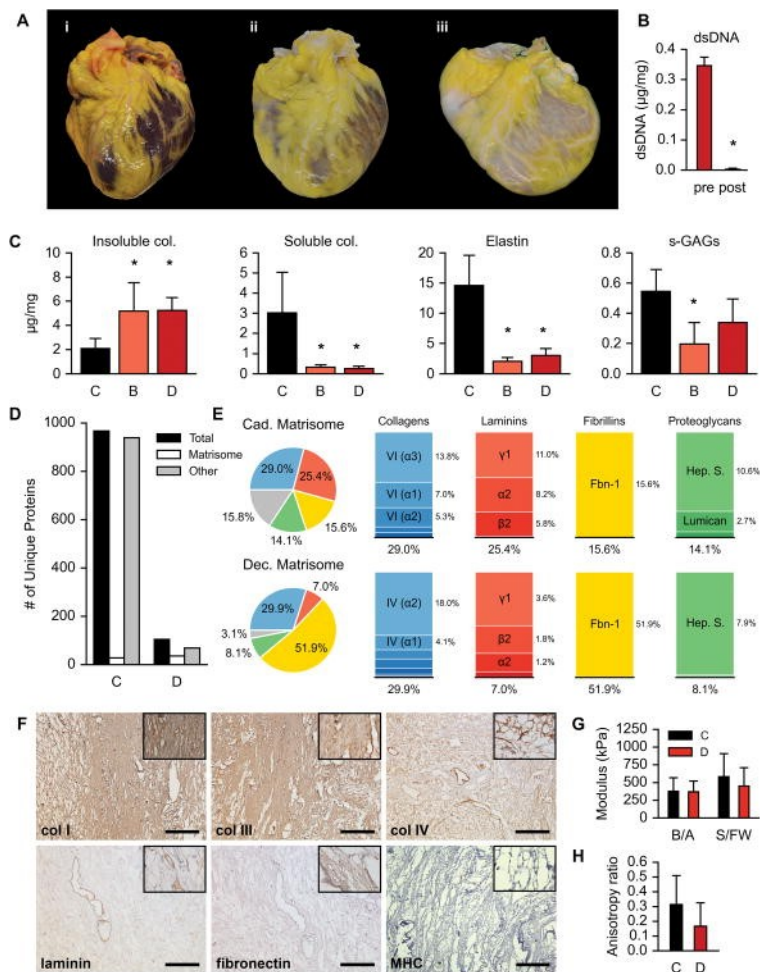 A
i
ii
iii
B
dsDNA
dsDNA (µg/mg)
0.4
0.3
0.2
0.1
0.0
*
pre post
C
Insoluble col.
µg/mg
10
8
6
4
2
0
* *
C B D
Soluble col.
6
5
4
3
2
1
0
* *
C B D
Elastin
20
15
10
5
0
* *
C B D
s-GAGs
0.8
0.6
0.4
0.2
0.0
*
C B D
D
# of Unique Proteins
1000
800
600
400
200
0
Total
Matrisome
Other
C D
E
Cad. Matrisome
29.0%
25.4%
15.8%
15.6%
14.1%
Collagens
VI (α3) 13.8%
VI (α1) 7.0%
VI (α2) 5.3%
29.0%
Laminins
γ1 11.0%
α2 8.2%
β2 5.8%
25.4%
Fibrillins
Fbn-1 15.6%
15.6%
Proteoglycans
Hep. S. 10.6%
Lumican 2.7%
14.1%
Dec. Matrisome
7.0%
29.9%
3.1%
8.1%
51.9%
IV (α2) 18.0%
IV (α1) 4.1%
29.9%
γ1 3.6%
β2 1.8%
α2 1.2%
7.0%
Fbn-1 51.9%
51.9%
Hep. S. 7.9%
8.1%
F
col I
col III
col IV
laminin
fibronectin
MHC
G
Modulus (kPa)
1250
1000
750
500
250
0
C
D
B/A S/FW
H
Anisotropy ratio
0.6
0.5
0.4
0.3
0.2
0.1
0
C D